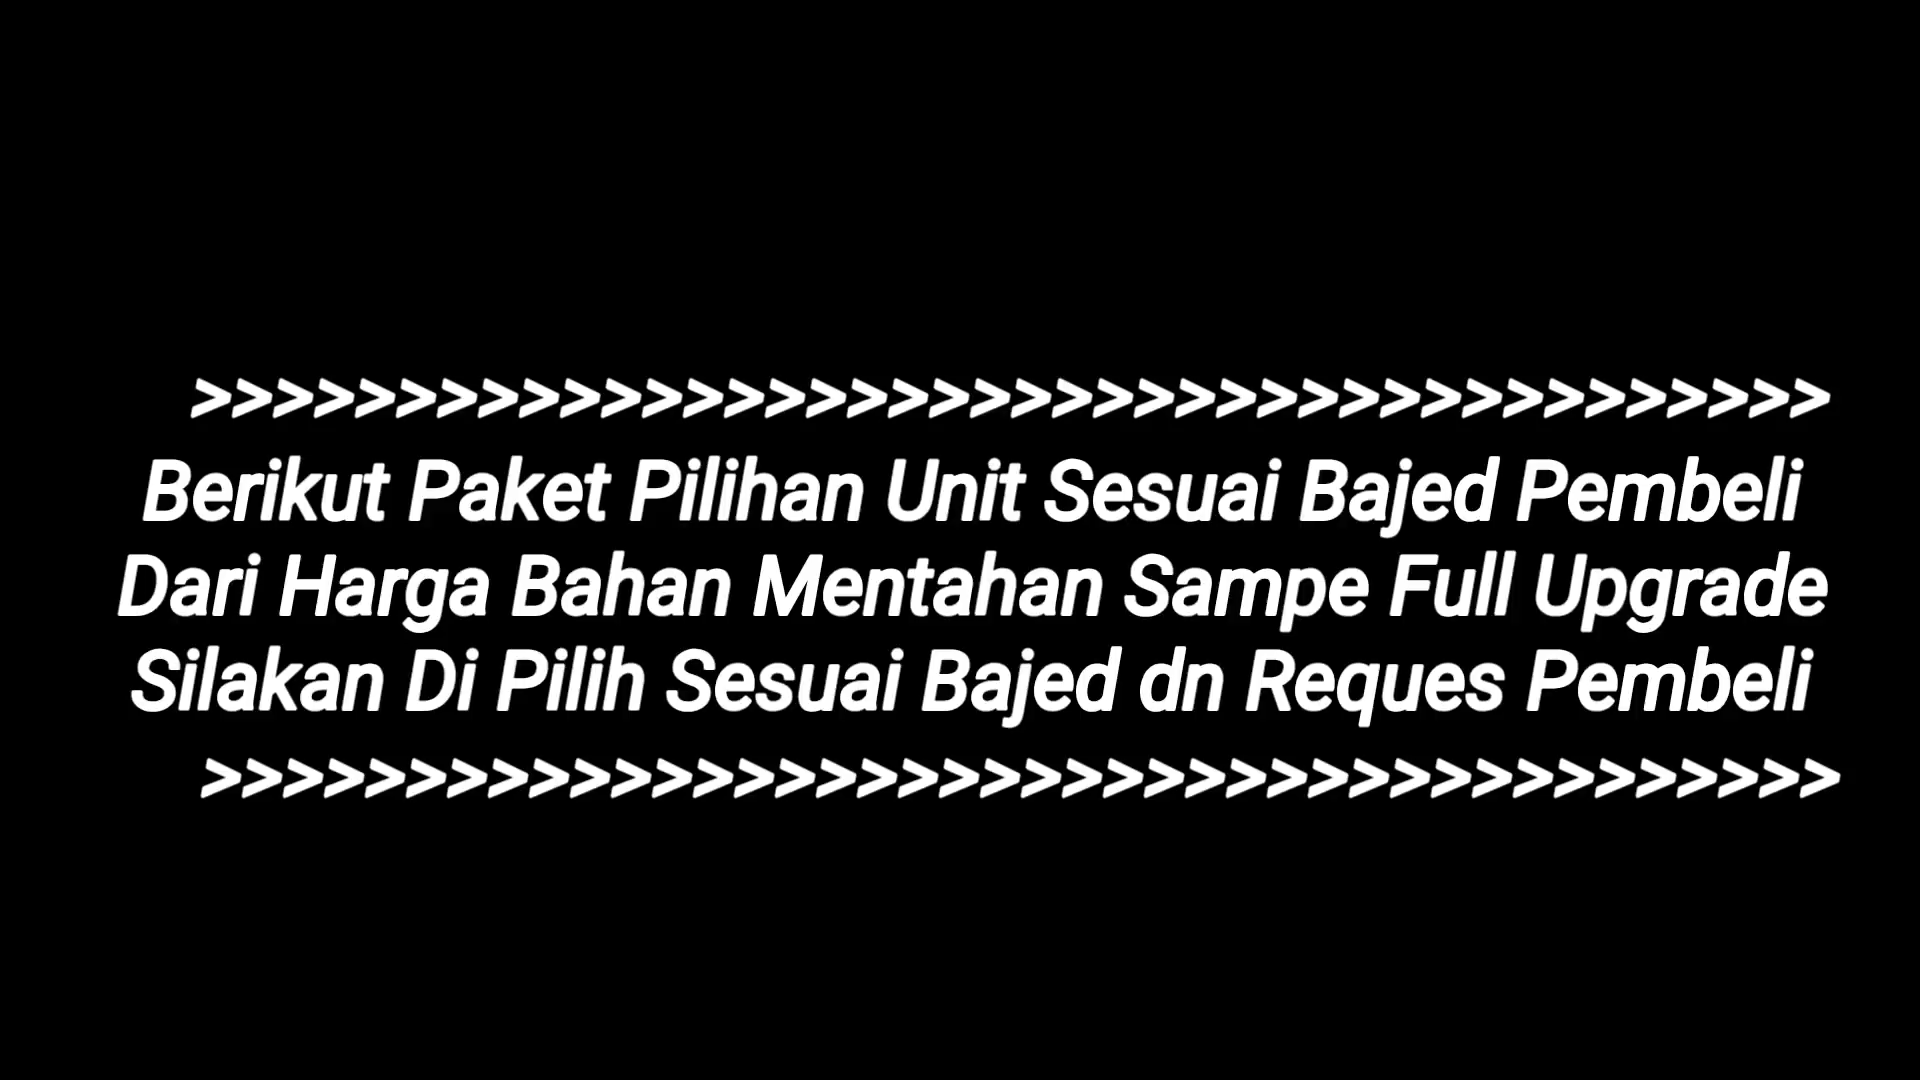 >>>>>>>>>>>>>>>>>>>>>>>>>>>>>>>>>>>>>>>>
Berikut Paket Pilihan Unit Sesuai Bajed Pembeli
Dari Harga Bahan Mentahan Sampe Full Upgrade
Silakan Di Pilih Sesuai Bajed dn Reques Pembeli
>>>>>>>>>>>>>>>>>>>>>>>>>>>>>>>>>>>>>>>>